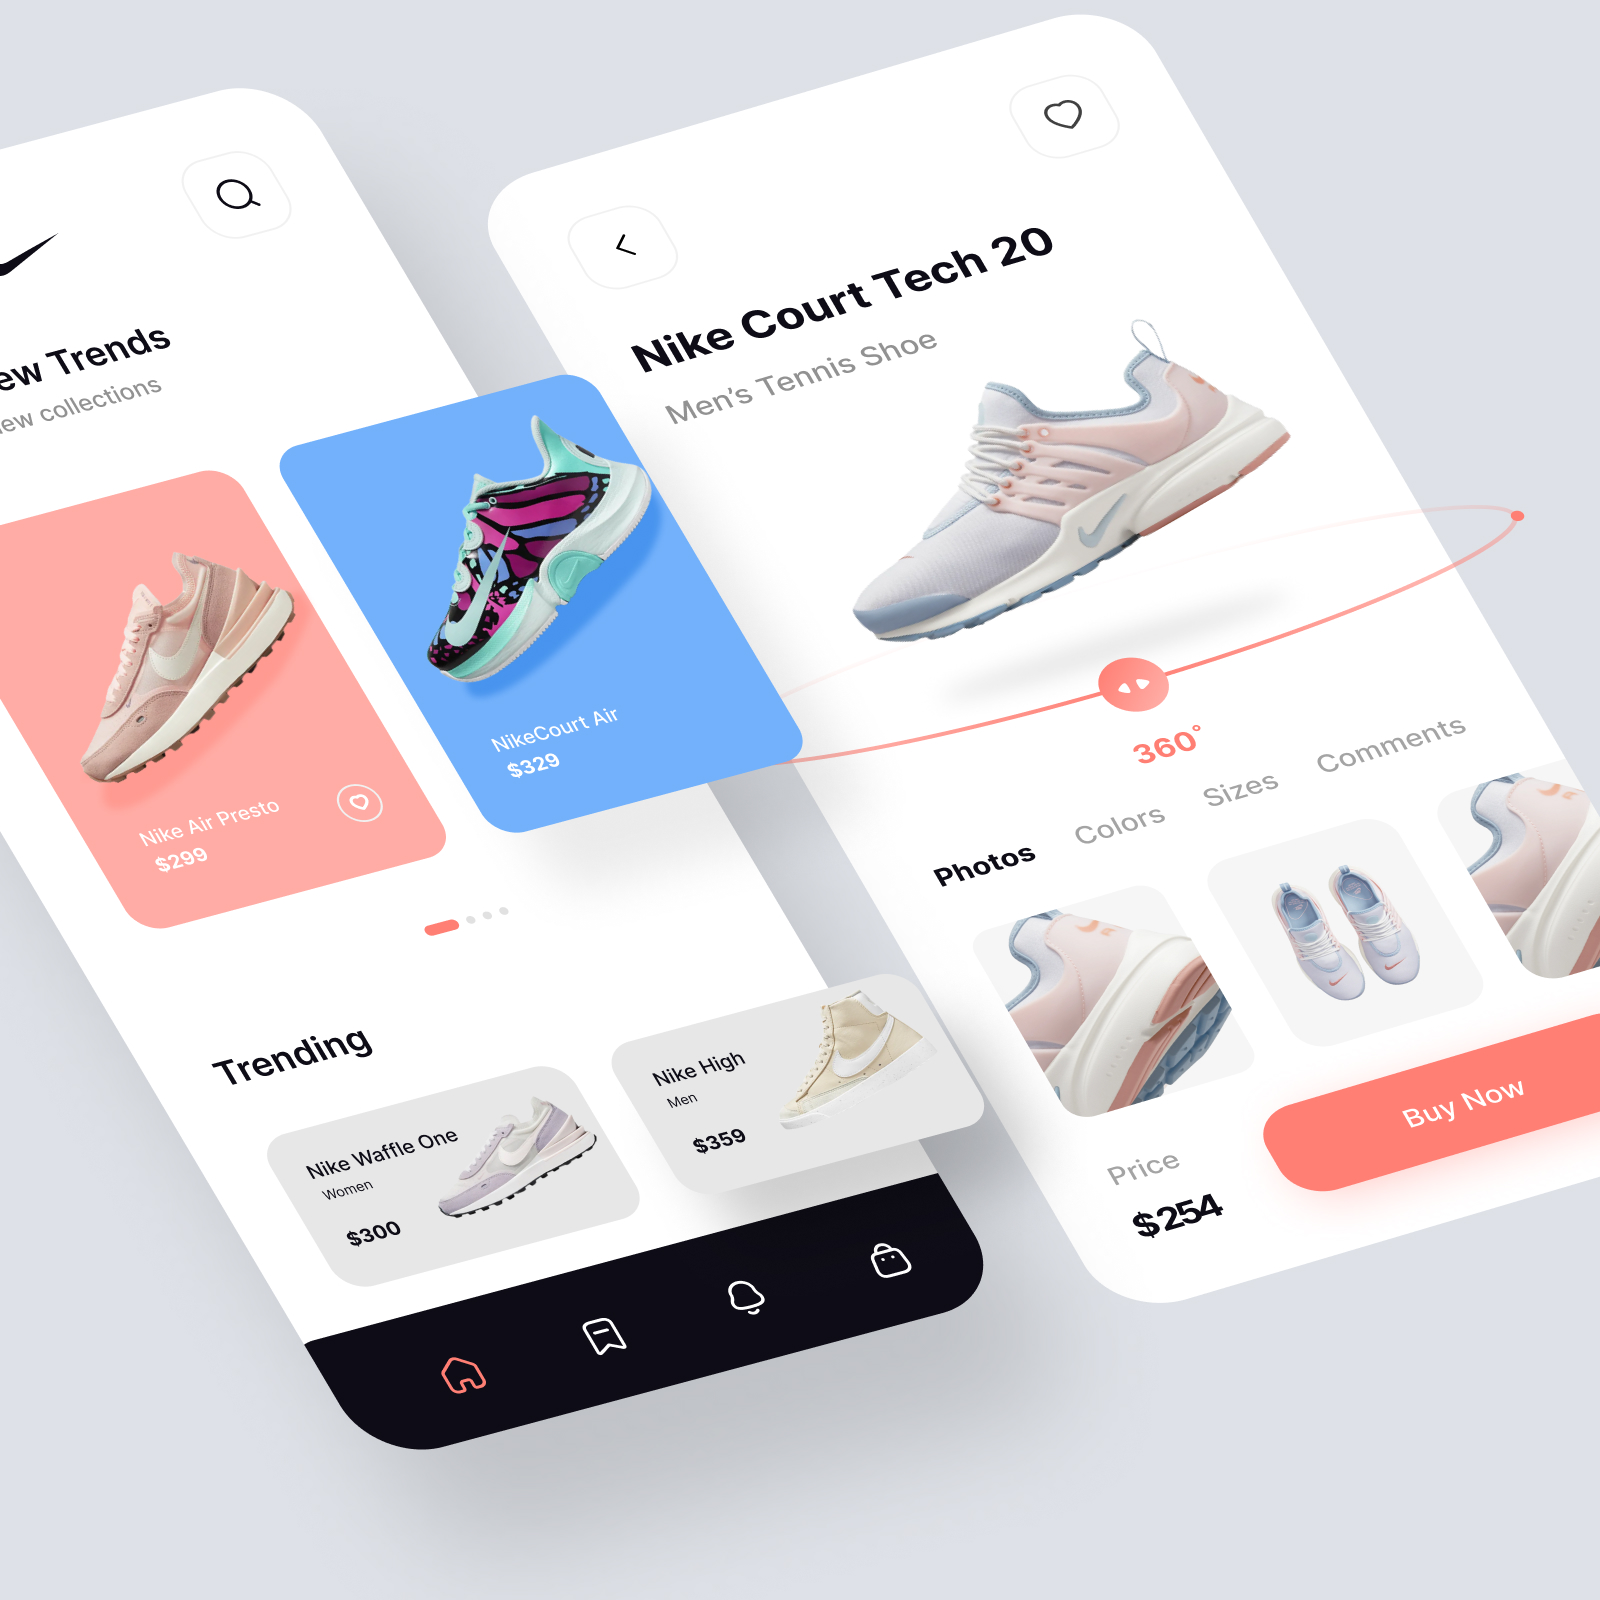 ew Trends
ew collections
Nike Air Presto
$299
NikeCourt Air
$329
Trending
Nike Waffle One
Women
$300
Nike High
Men
$359
Nike Court Tech 20
Men's Tennis Shoe
360°
Photos
Colors
Sizes
Comments
Price
$254
Buy Now